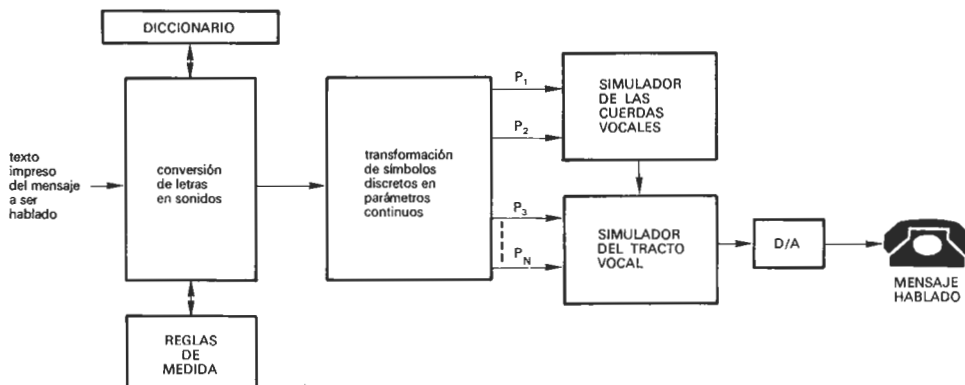 DICCIONARIO
texto
impreso
del mensaje
a ser
hablado
conversión
de letras
en sonidos
REGLAS
DE
MEDIDA
transformación
de símbolos
discretos en
parámetros
continuos
P1
P2
P3
PN
SIMULADOR
DE LAS
CUERDAS
VOCALES
SIMULADOR
DEL TRACTO
VOCAL
D/A
MENSAJE
HABLADO